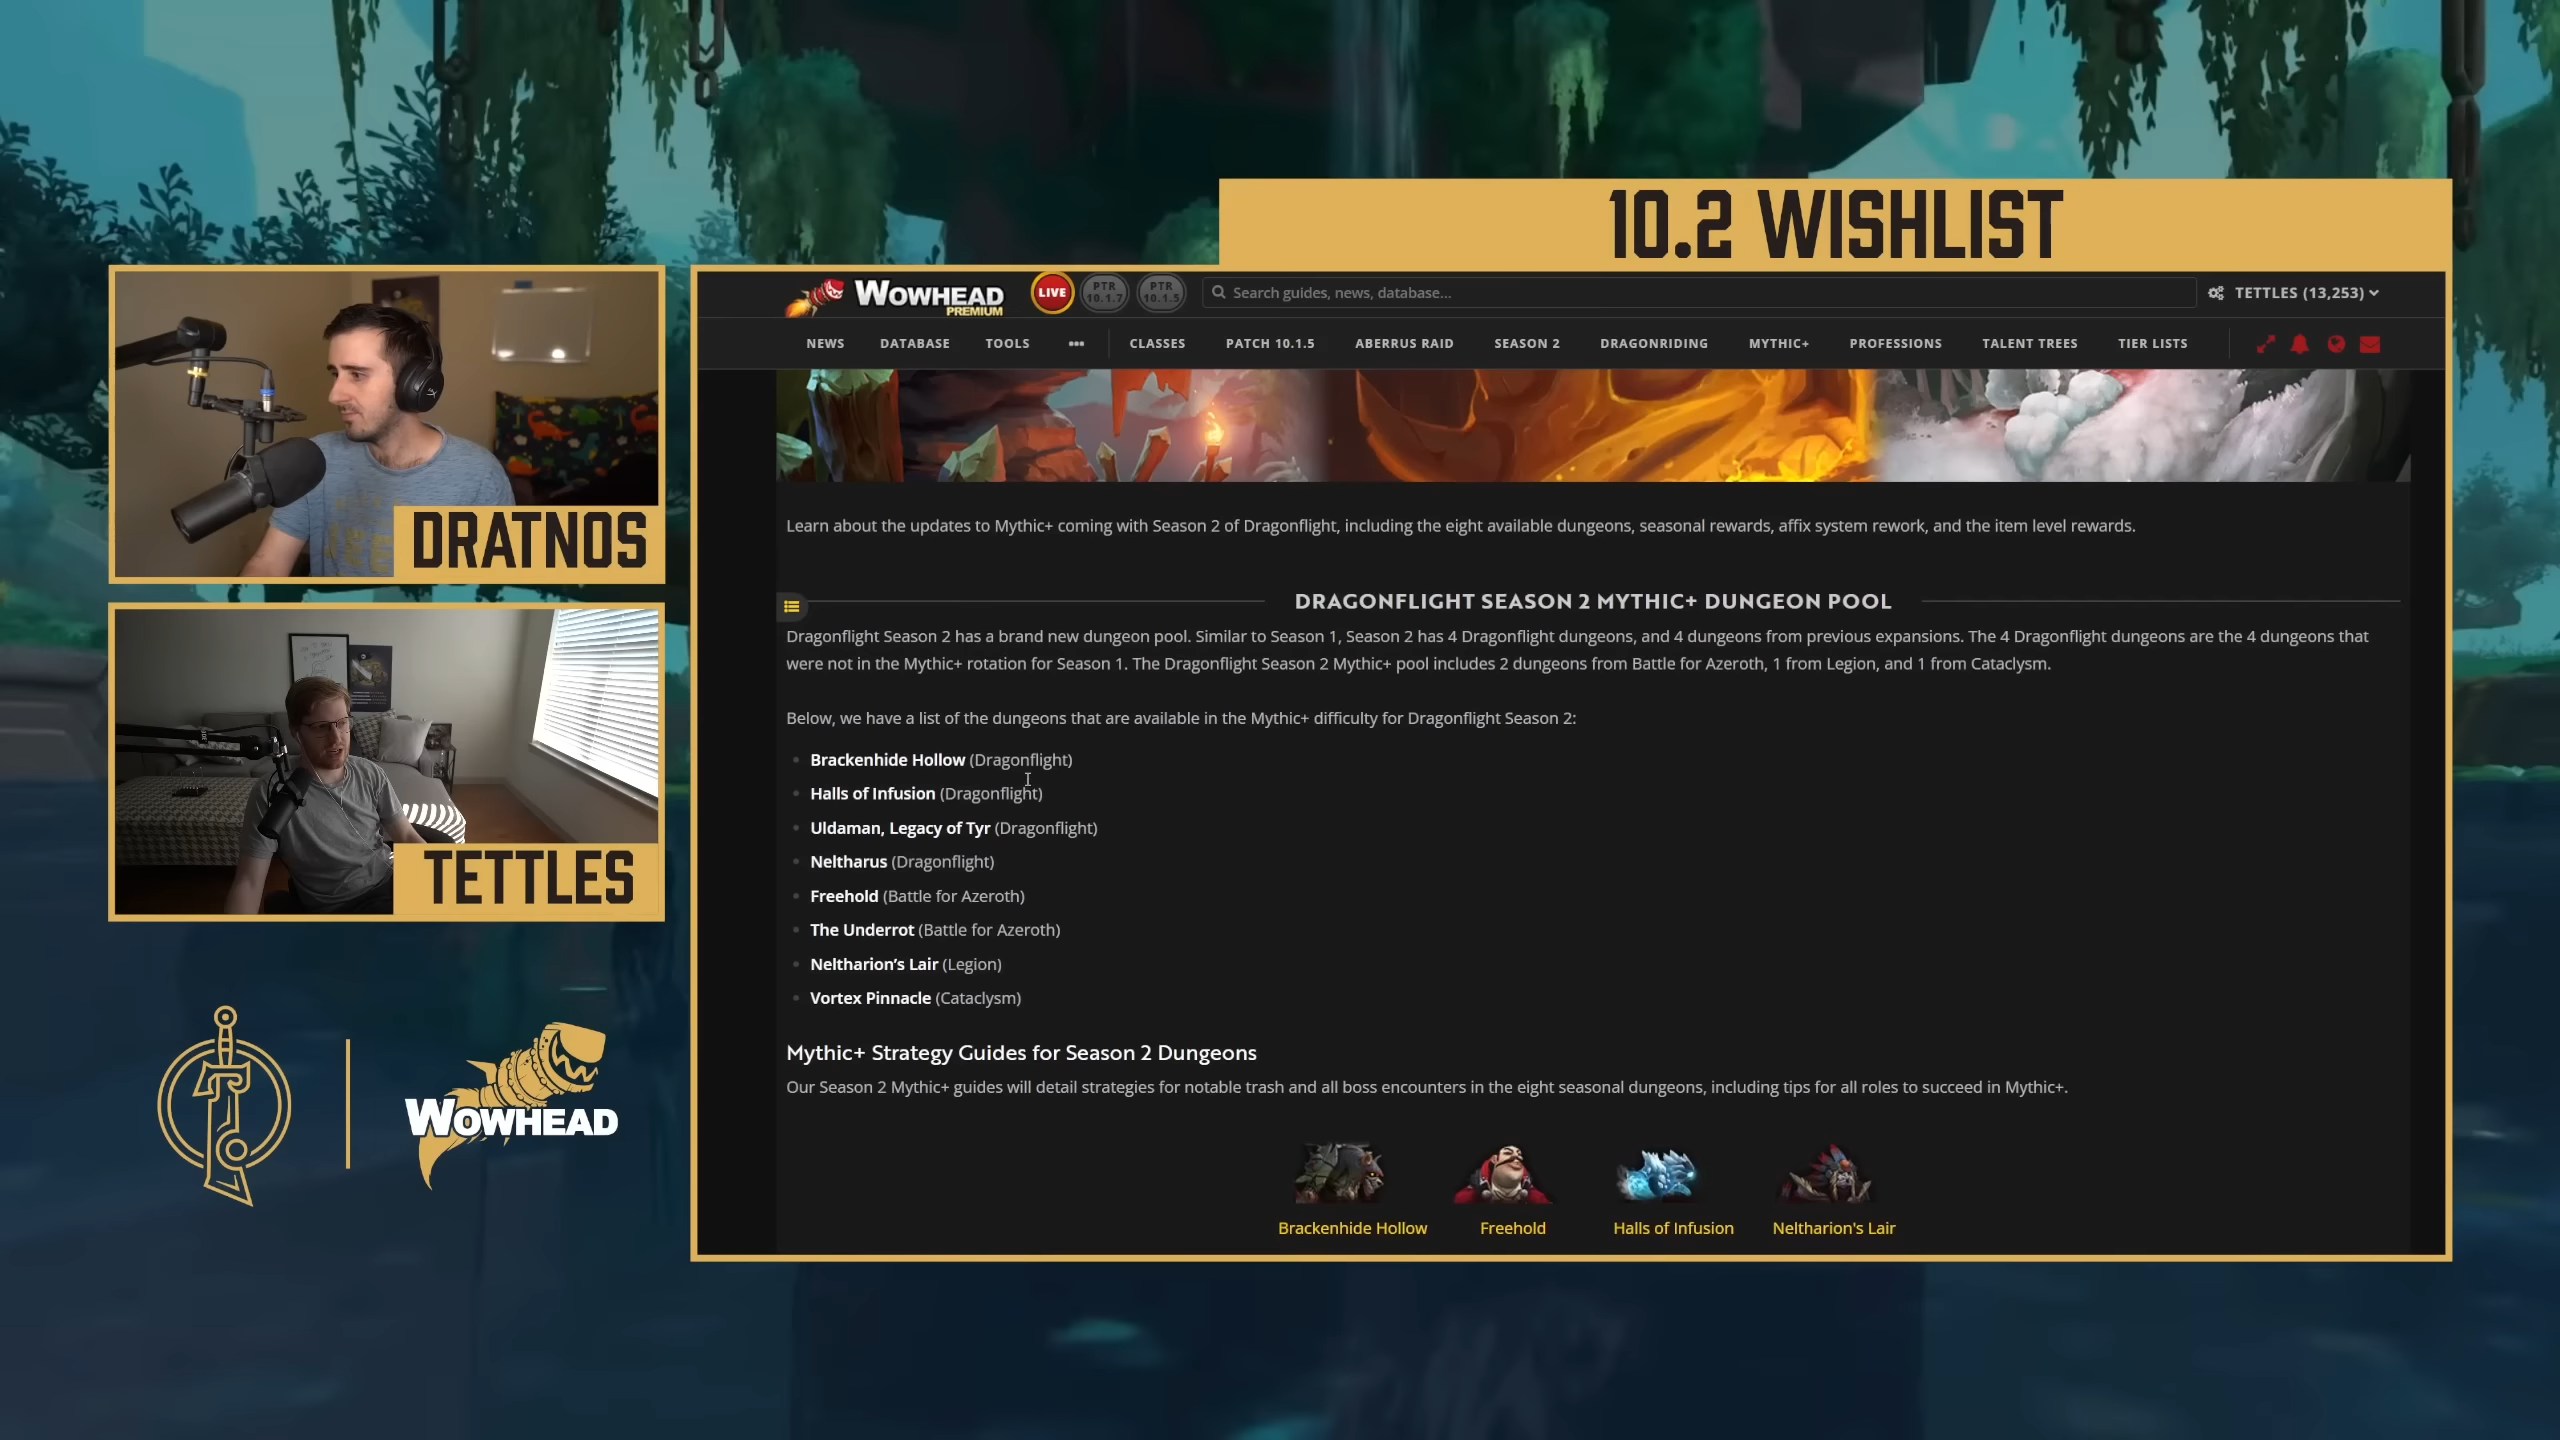 10.2 WISHLIST
DRATNOS
TETTLES
WOWHEAD
WOWHEAD
PREMIUM
LIVE
PTR
10.1.7
PTR
10.1.5
Search guides, news, database...
TETTLES (13,253)
NEWS
DATABASE
TOOLS
•••
CLASSES
PATCH 10.1.5
ABERRUS RAID
SEASON 2
DRAGONRIDING
MYTHIC+
PROFESSIONS
TALENT TREES
TIER LISTS
Learn about the updates to Mythic+ coming with Season 2 of Dragonflight, including the eight available dungeons, seasonal rewards, affix system rework, and the item level rewards.
DRAGONFLIGHT SEASON 2 MYTHIC+ DUNGEON POOL
Dragonflight Season 2 has a brand new dungeon pool. Similar to Season 1, Season 2 has 4 Dragonflight dungeons, and 4 dungeons from previous expansions. The 4 Dragonflight dungeons are the 4 dungeons that
were not in the Mythic+ rotation for Season 1. The Dragonflight Season 2 Mythic+ pool includes 2 dungeons from Battle for Azeroth, 1 from Legion, and 1 from Cataclysm.
Below, we have a list of the dungeons that are available in the Mythic+ difficulty for Dragonflight Season 2:
• Brackenhide Hollow (Dragonflight)
• Halls of Infusion (Dragonflight)
• Uldaman, Legacy of Tyr (Dragonflight)
• Neltharus (Dragonflight)
• Freehold (Battle for Azeroth)
• The Underrot (Battle for Azeroth)
• Neltharion’s Lair (Legion)
• Vortex Pinnacle (Cataclysm)
Mythic+ Strategy Guides for Season 2 Dungeons
Our Season 2 Mythic+ guides will detail strategies for notable trash and all boss encounters in the eight seasonal dungeons, including tips for all roles to succeed in Mythic+.
Brackenhide Hollow
Freehold
Halls of Infusion
Neltharion's Lair